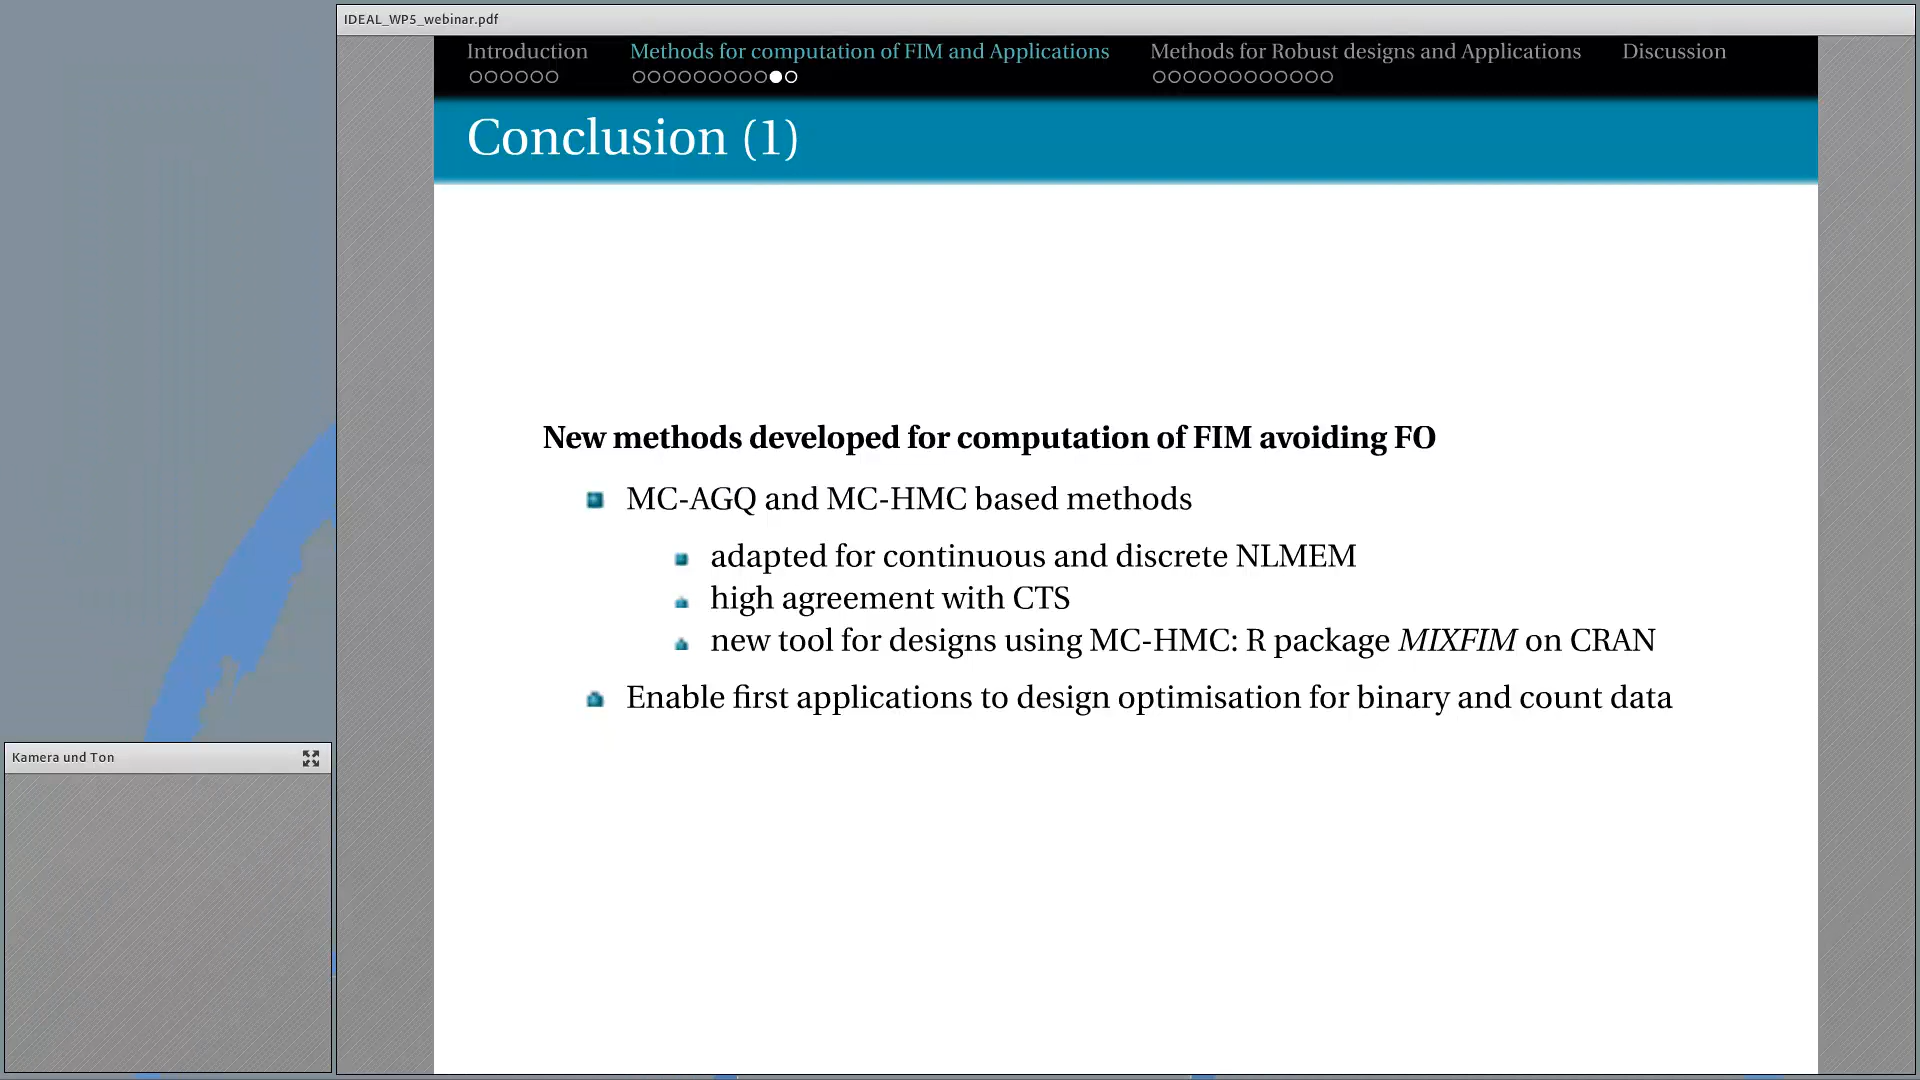 IDEAL_WP5_webinar.pdf
Introduction
Methods for computation of FIM and Applications
Methods for Robust designs and Applications
Discussion
Conclusion (1)
New methods developed for computation of FIM avoiding FO
MC-AGQ and MC-HMC based methods
adapted for continuous and discrete NLMEM
high agreement with CTS
new tool for designs using MC-HMC: R package MIXFIM on CRAN
Enable first applications to design optimisation for binary and count data
Kamera und Ton